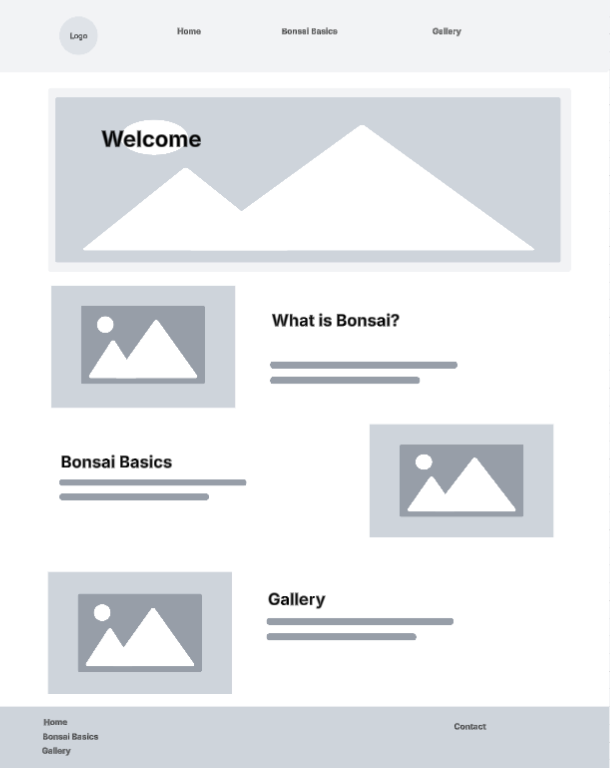 Logo
Home
Bonsai Basics
Gallery
Welcome
What is Bonsai?
Bonsai Basics
Gallery
Home
Bonsai Basics
Gallery
Contact